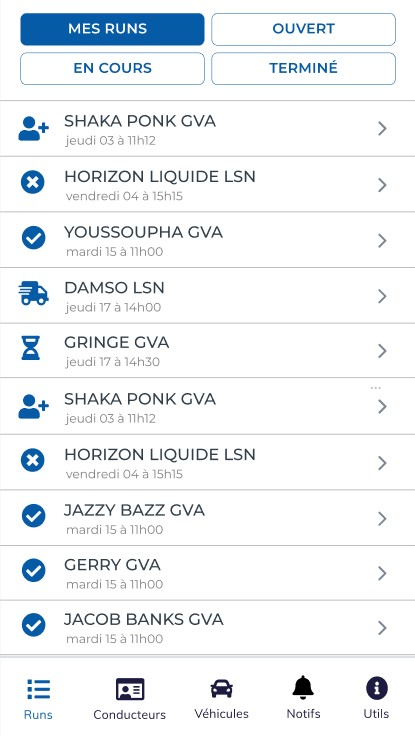 MES RUNS
OUVERT
EN COURS
TERMINÉ
SHAKA PONK GVA
jeudi 03 à 11h12
HORIZON LIQUIDE LSN
vendredi 04 à 15h15
YOUSSOUPHA GVA
mardi 15 à 11h00
DAMSO LSN
jeudi 17 à 14h00
GRINGE GVA
jeudi 17 à 14h30
...
SHAKA PONK GVA
jeudi 03 à 11h12
HORIZON LIQUIDE LSN
vendredi 04 à 15h15
JAZZY BAZZ GVA
mardi 15 à 11h00
GERRY GVA
mardi 15 à 11h00
JACOB BANKS GVA
mardi 15 à 11h00
Runs
Conducteurs
Véhicules
Notifs
Utils